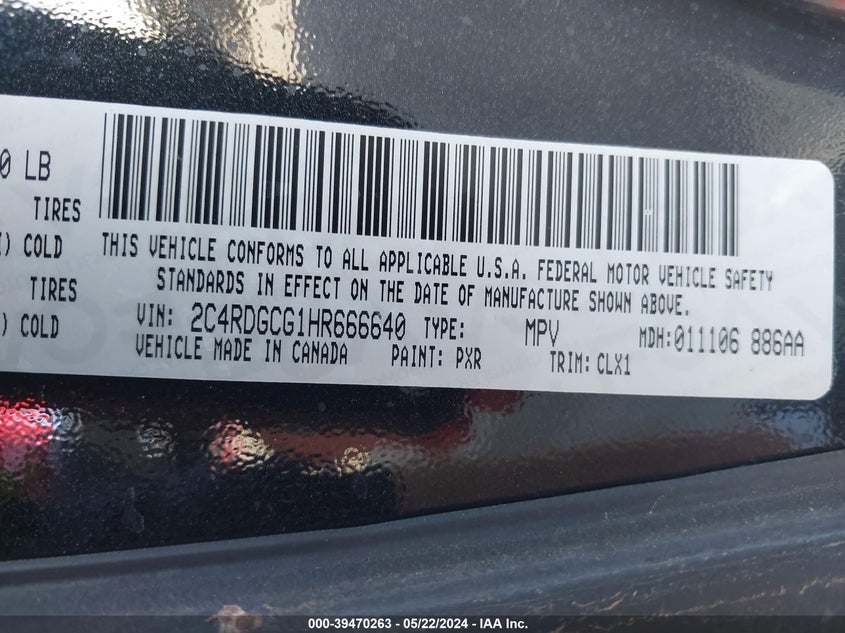 0 LB
TIRES
) COLD
TIRES
) COLD
THIS VEHICLE CONFORMS TO ALL APPLICABLE U.S.A. FEDERAL MOTOR VEHICLE SAFETY
STANDARDS IN EFFECT ON THE DATE OF MANUFACTURE SHOWN ABOVE.
VIN: 2C4RDGCG1HR666640 TYPE: MPV MDH:011106 886AA
VEHICLE MADE IN CANADA PAINT: PXR TRIM: CLX1
000-39470263 - 05/22/2024 - IAA Inc.